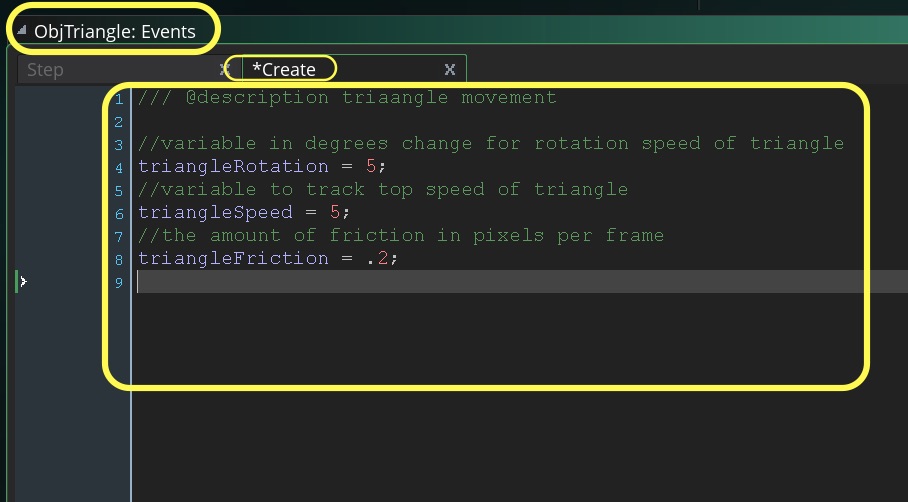 ObjTriangle: Events
Step X *Create X
1 /// @description triaangle movement
2
3 //variable in degrees change for rotation speed of triangle
4 triangleRotation = 5;
5 //variable to track top speed of triangle
6 triangleSpeed = 5;
7 //the amount of friction in pixels per frame
8 triangleFriction = .2;
9